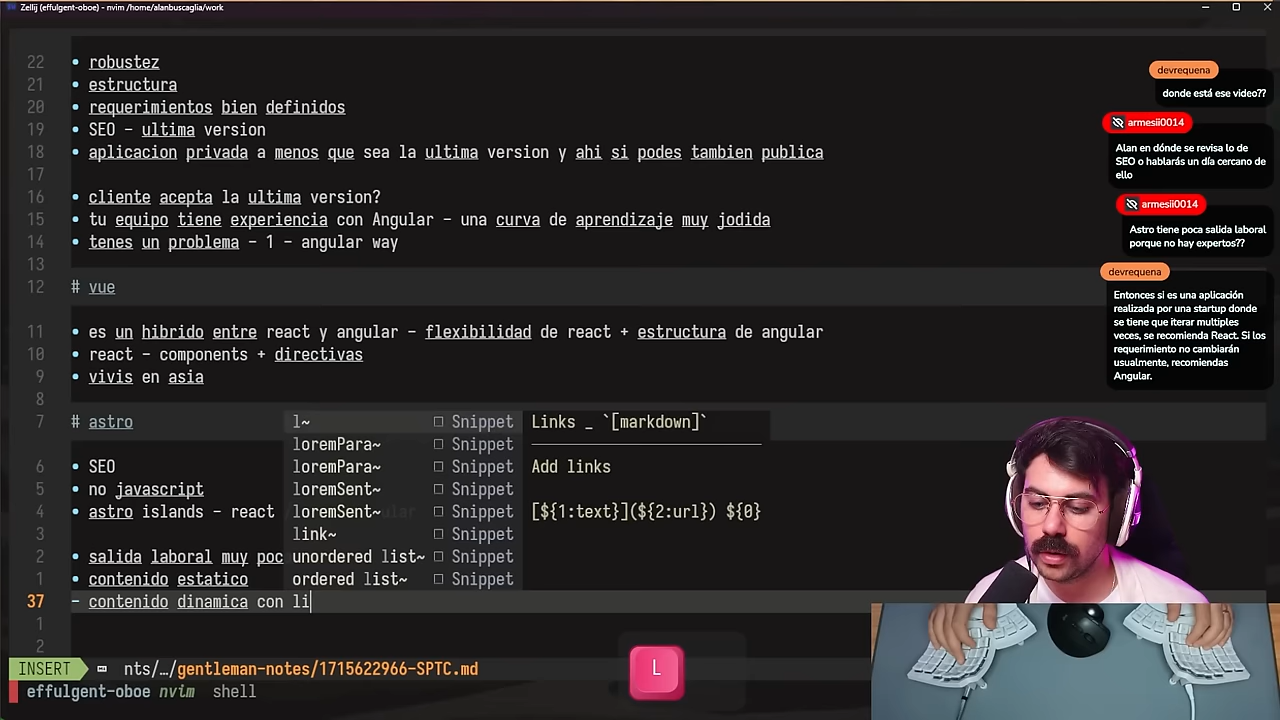 Zellij (effulgent-oboe) - nvim /home/alanbuscaglia/work
22 • robustez
21 • estructura
20 • requerimientos bien definidos
19 • SEO - ultima version
18 • aplicacion privada a menos que sea la ultima version y ahi si podes tambien publica
17
16 • cliente acepta la ultima version?
15 • tu equipo tiene experiencia con Angular - una curva de aprendizaje muy jodida
14 • tenes un problema - 1 - angular way
13
12 # vue
11 • es un hibrido entre react y angular - flexibilidad de react + estructura de angular
10 • react - components + directivas
9 • vivis en asia
8
7 # astro
6 • SEO
5 • no javascript
4 • astro islands - react
3
2 • salida laboral muy poc
1 • contenido estatico
37 - contenido dinamica con li
1
2
l~ Snippet
loremPara~ Snippet
loremPara~ Snippet
loremSent~ Snippet
loremSent~ Snippet
link~ Snippet
unordered list~ Snippet
ordered list~ Snippet
Links _ `[markdown]`
Add links
[${1:text}](${2:url}) ${0}
INSERT nts/…/gentleman-notes/1715622966-SPTC.md
effulgent-oboe nvim shell
L
devrequena
donde está ese video??
armesii0014
Alan en dónde se revisa lo de
SEO o hablarás un día cercano de
ello
armesii0014
Astro tiene poca salida laboral
porque no hay expertos??
devrequena
Entonces si es una aplicación
realizada por una startup donde
se tiene que iterar multiples
veces, se recomienda React. Si los
requerimiento no cambiarán
usualmente, recomiendas
Angular.